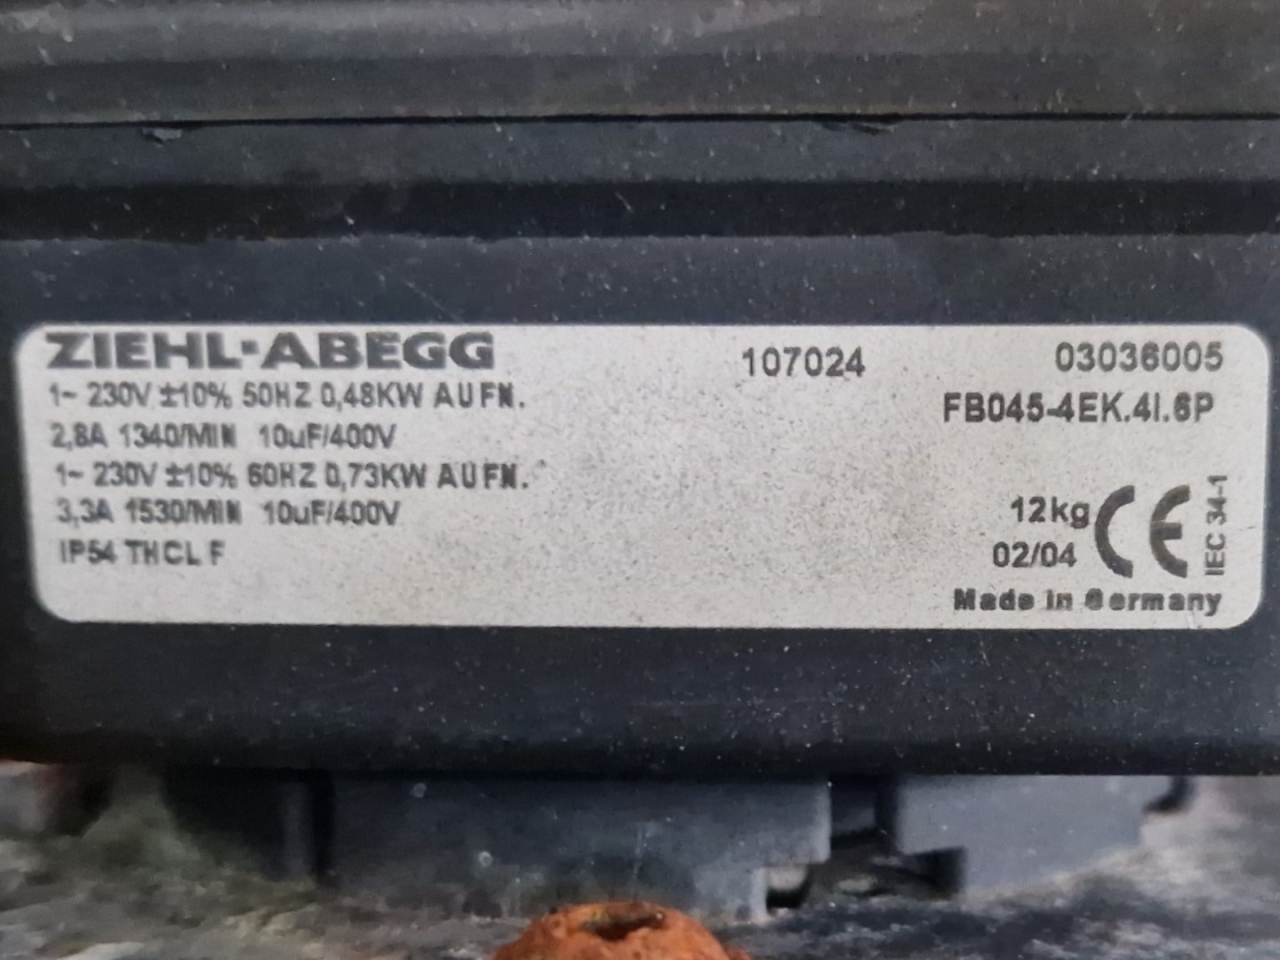 ZIEHL-ABEGG
107024
03036005
1~ 230V ±10% 50HZ 0,48KW AUFN.
FB045-4EK.4I.6P
2,8A 1340/MIN 10uF/400V
1~ 230V ±10% 60HZ 0,73KW AUFN.
3,3A 1530/MIN 10uF/400V
12kg
CE
IEC 34-1
IP54 THCL F
02/04
Made in Germany